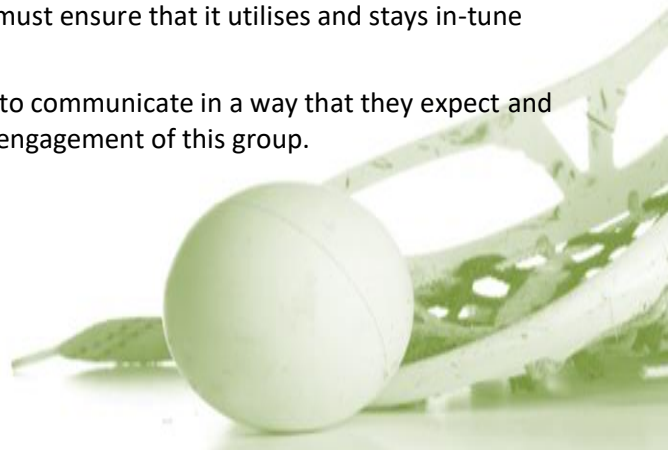 must ensure that it utilises and stays in-tune
to communicate in a way that they expect and
engagement of this group.